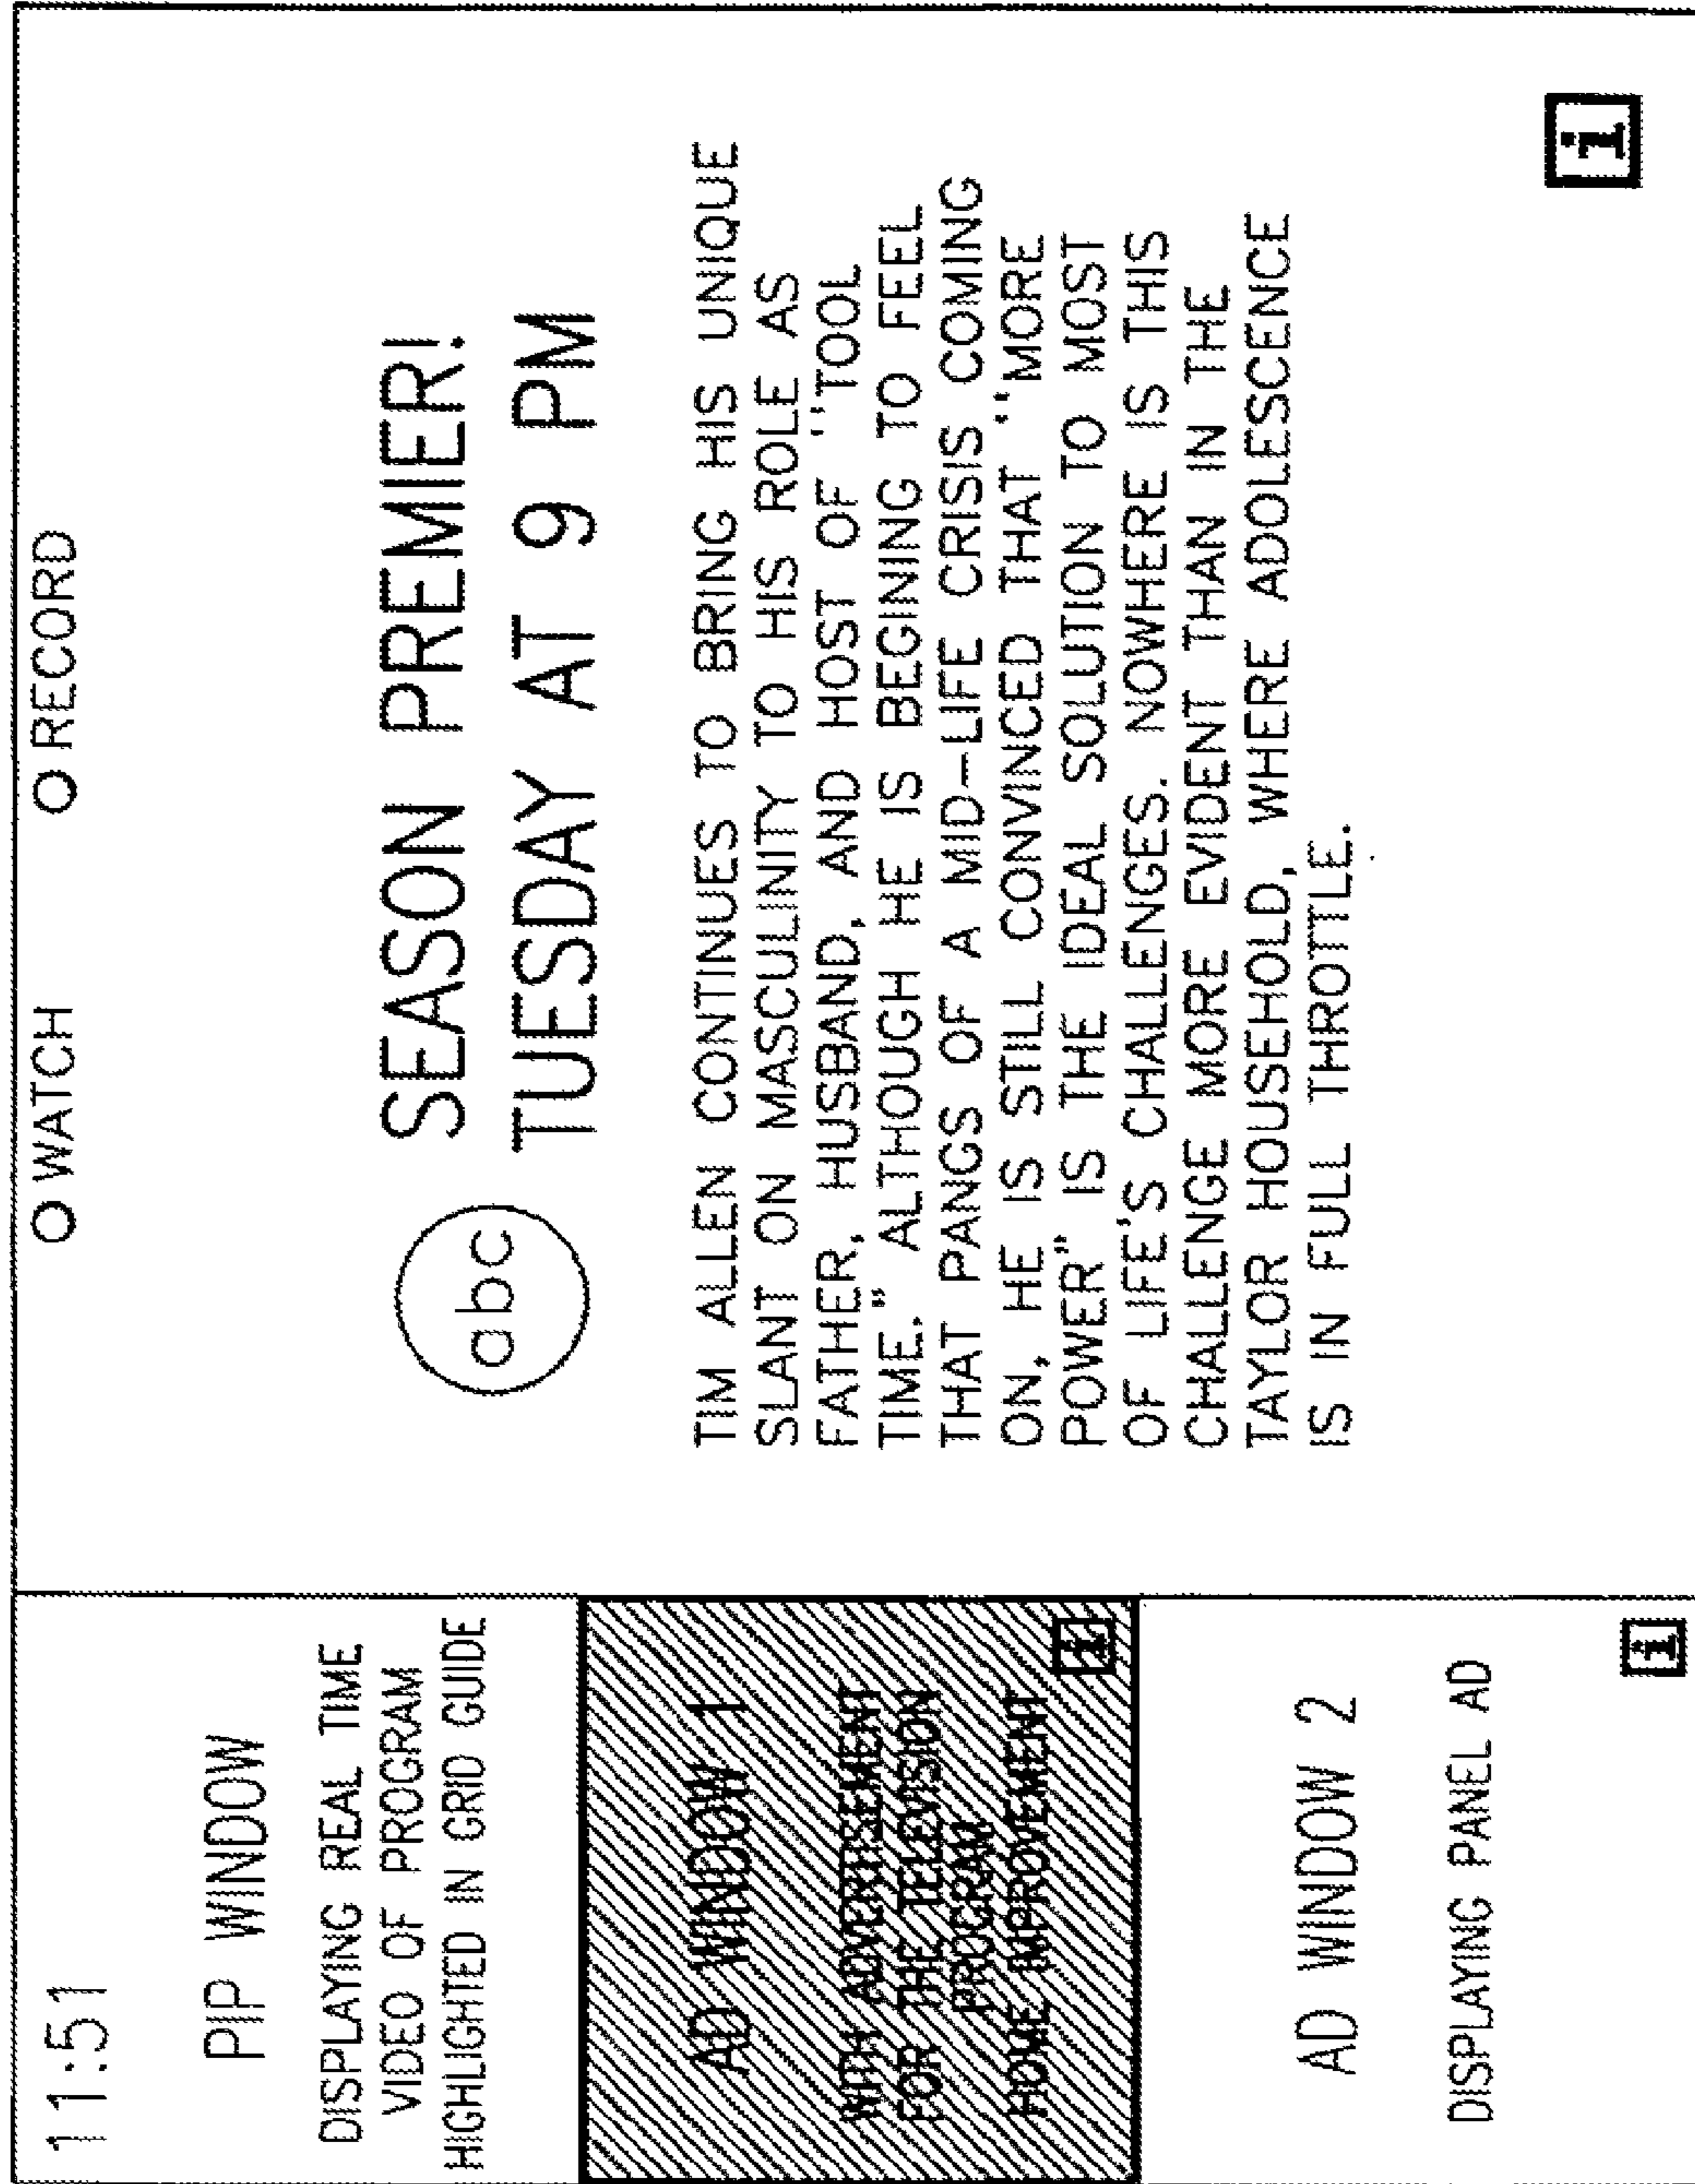 11:51
PIP WINDOW
DISPLAYING REAL TIME
VIDEO OF PROGRAM
HIGHLIGHTED IN GRID GUIDE
AD WINDOW 1
WITH ADVERTISEMENT
FOR THE TELEVISION
PROGRAM
HOME IMPROVEMENT
i
AD WINDOW 2
DISPLAYING PANEL AD
i
O WATCH O RECORD
abc
SEASON PREMIER!
TUESDAY AT 9 PM
TIM ALLEN CONTINUES TO BRING HIS UNIQUE
SLANT ON MASCULINITY TO HIS ROLE AS
FATHER, HUSBAND, AND HOST OF "TOOL
TIME." ALTHOUGH HE IS BEGINING TO FEEL
THAT PANGS OF A MID-LIFE CRISIS COMING
ON, HE IS STILL CONVINCED THAT "MORE
POWER" IS THE IDEAL SOLUTION TO MOST
OF LIFE'S CHALLENGES. NOWHERE IS THIS
CHALLENGE MORE EVIDENT THAN IN THE
TAYLOR HOUSEHOLD, WHERE ADOLESCENCE
IS IN FULL THROTTLE.
i